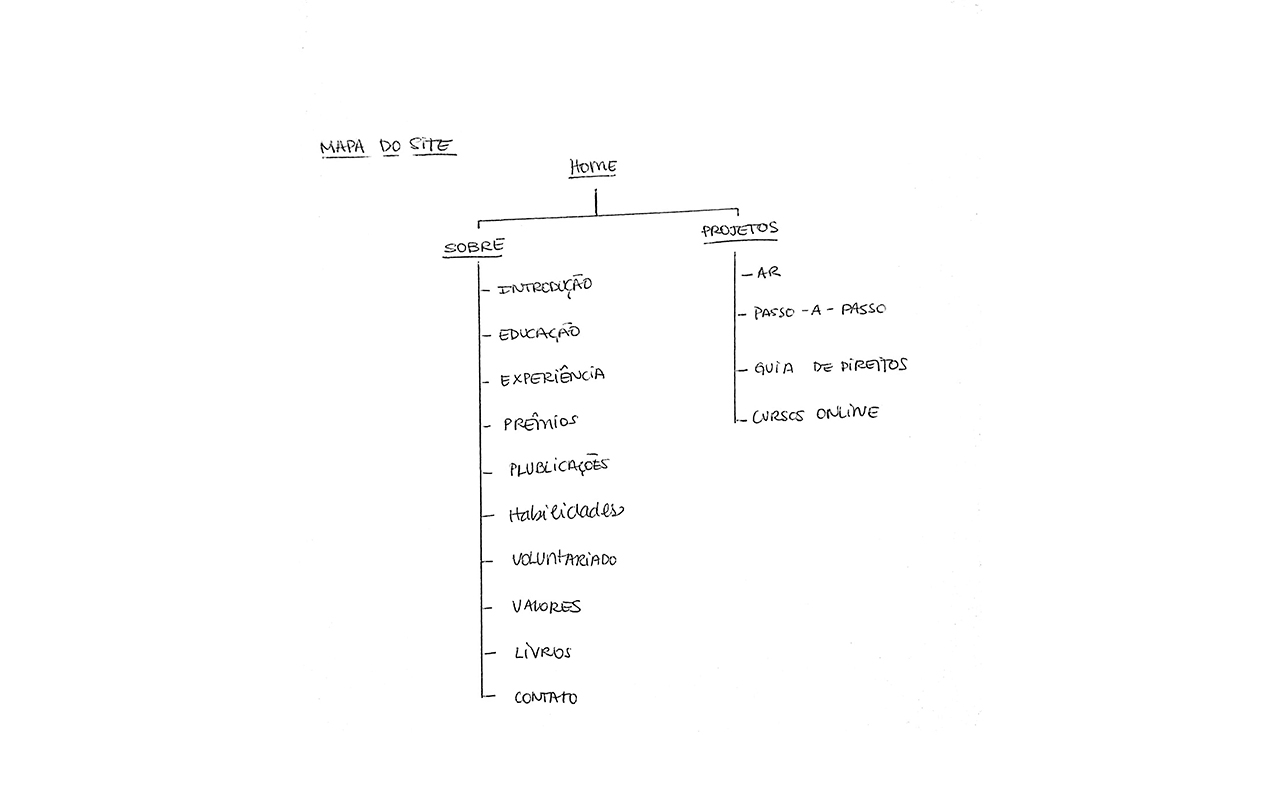 MAPA DO SITE
HOME
SOBRE
INTRODUÇÃO
EDUCAÇÃO
EXPERIÊNCIA
PRÊMIOS
PLUBLICAÇÕES
Habilidades
VOLUNTARIADO
VALORES
LIVROS
CONTATO
PROJETOS
AR
PASSO-A-PASSO
GUIA DE DIREITOS
CURSOS ONLINE